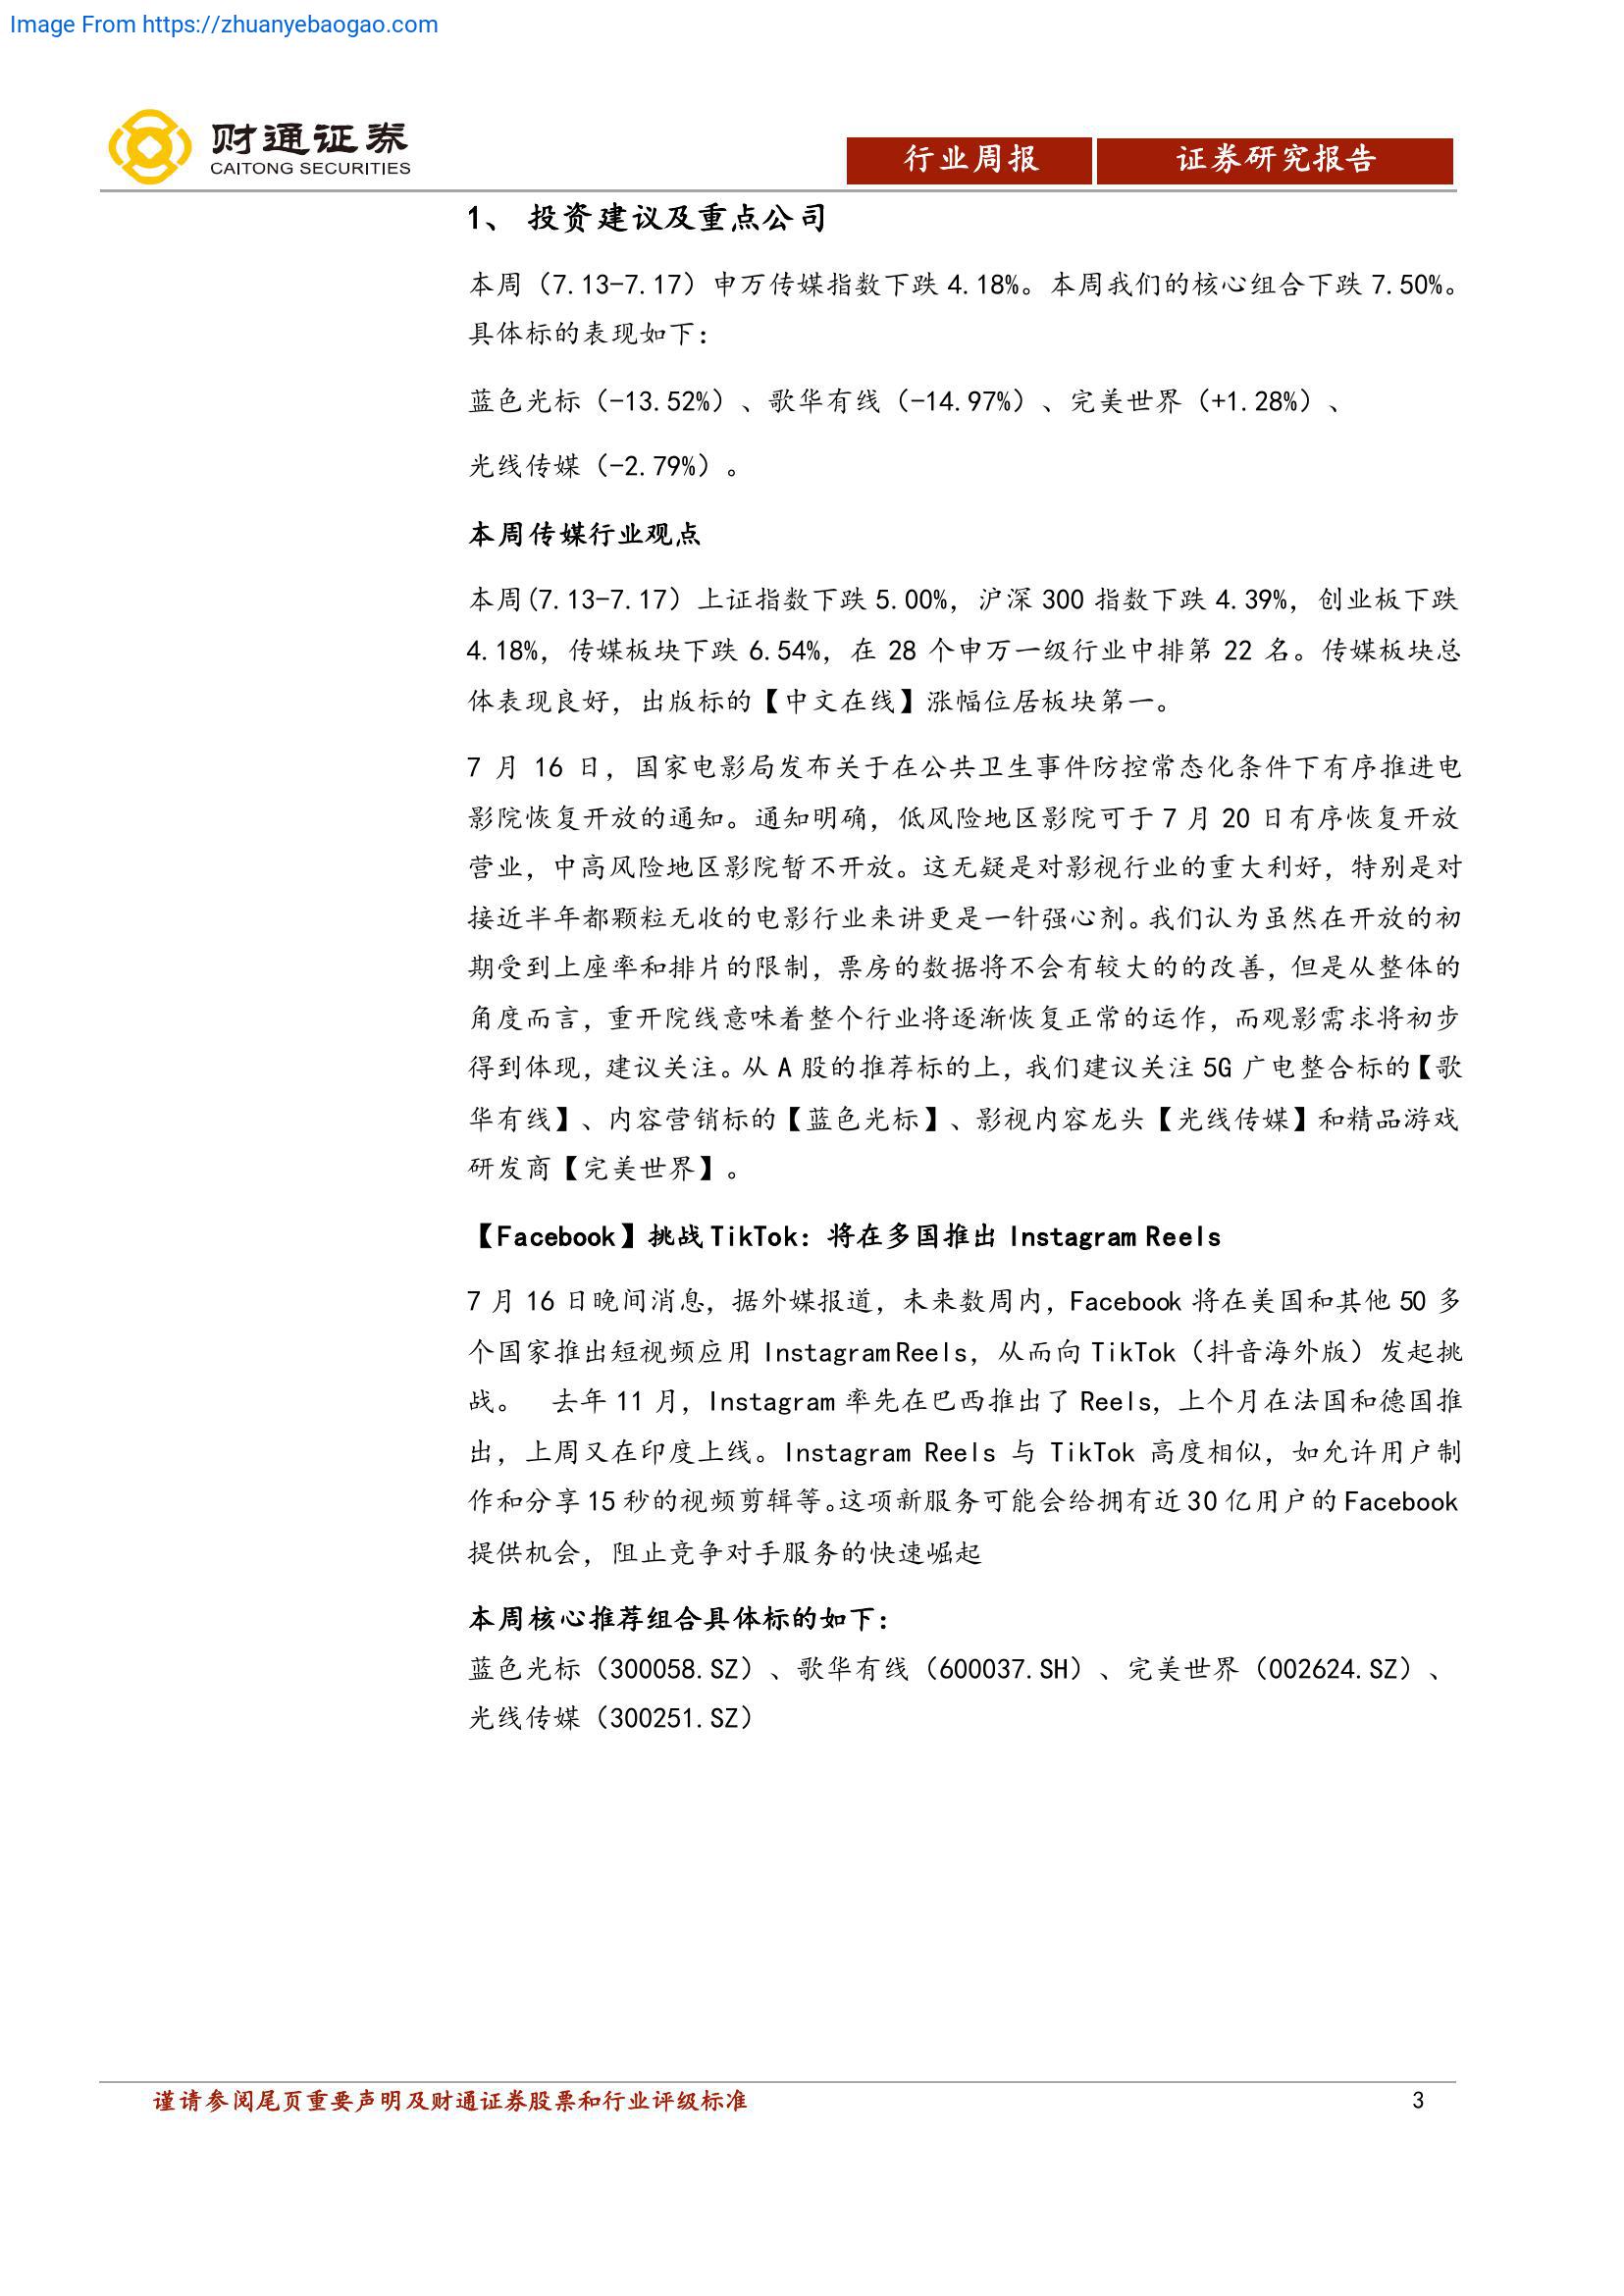 Image From https://zhuanyebaogao.com
财通证券
CAITONG SECURITIES
行业周报
证券研究报告
1、 投资建议及重点公司
本周（7.13-7.17）申万传媒指数下跌 4.18%。本周我们的核心组合下跌 7.50%。
具体标的表现如下：
蓝色光标（-13.52%）、歌华有线（-14.97%）、完美世界（+1.28%）、
光线传媒（-2.79%）。
本周传媒行业观点
本周(7.13-7.17）上证指数下跌 5.00%，沪深 300 指数下跌 4.39%，创业板下跌
4.18%，传媒板块下跌 6.54%，在 28 个申万一级行业中排第 22 名。传媒板块总
体表现良好，出版标的【中文在线】涨幅位居板块第一。
7 月 16 日，国家电影局发布关于在公共卫生事件防控常态化条件下有序推进电
影院恢复开放的通知。通知明确，低风险地区影院可于 7 月 20 日有序恢复开放
营业，中高风险地区影院暂不开放。这无疑是对影视行业的重大利好，特别是对
接近半年都颗粒无收的电影行业来讲更是一针强心剂。我们认为虽然在开放的初
期受到上座率和排片的限制，票房的数据将不会有较大的的改善，但是从整体的
角度而言，重开院线意味着整个行业将逐渐恢复正常的运作，而观影需求将初步
得到体现，建议关注。从 A 股的推荐标的上，我们建议关注 5G 广电整合标的【歌
华有线】、内容营销标的【蓝色光标】、影视内容龙头【光线传媒】和精品游戏
研发商【完美世界】。
【Facebook】挑战 TikTok：将在多国推出 Instagram Reels
7 月 16 日晚间消息，据外媒报道，未来数周内，Facebook 将在美国和其他 50 多
个国家推出短视频应用 Instagram Reels，从而向 TikTok（抖音海外版）发起挑
战。 去年 11 月，Instagram 率先在巴西推出了 Reels，上个月在法国和德国推
出，上周又在印度上线。Instagram Reels 与 TikTok 高度相似，如允许用户制
作和分享 15 秒的视频剪辑等。这项新服务可能会给拥有近 30 亿用户的 Facebook
提供机会，阻止竞争对手服务的快速崛起
本周核心推荐组合具体标的如下：
蓝色光标（300058.SZ）、歌华有线（600037.SH）、完美世界（002624.SZ）、
光线传媒（300251.SZ）
谨请参阅尾页重要声明及财通证券股票和行业评级标准
3